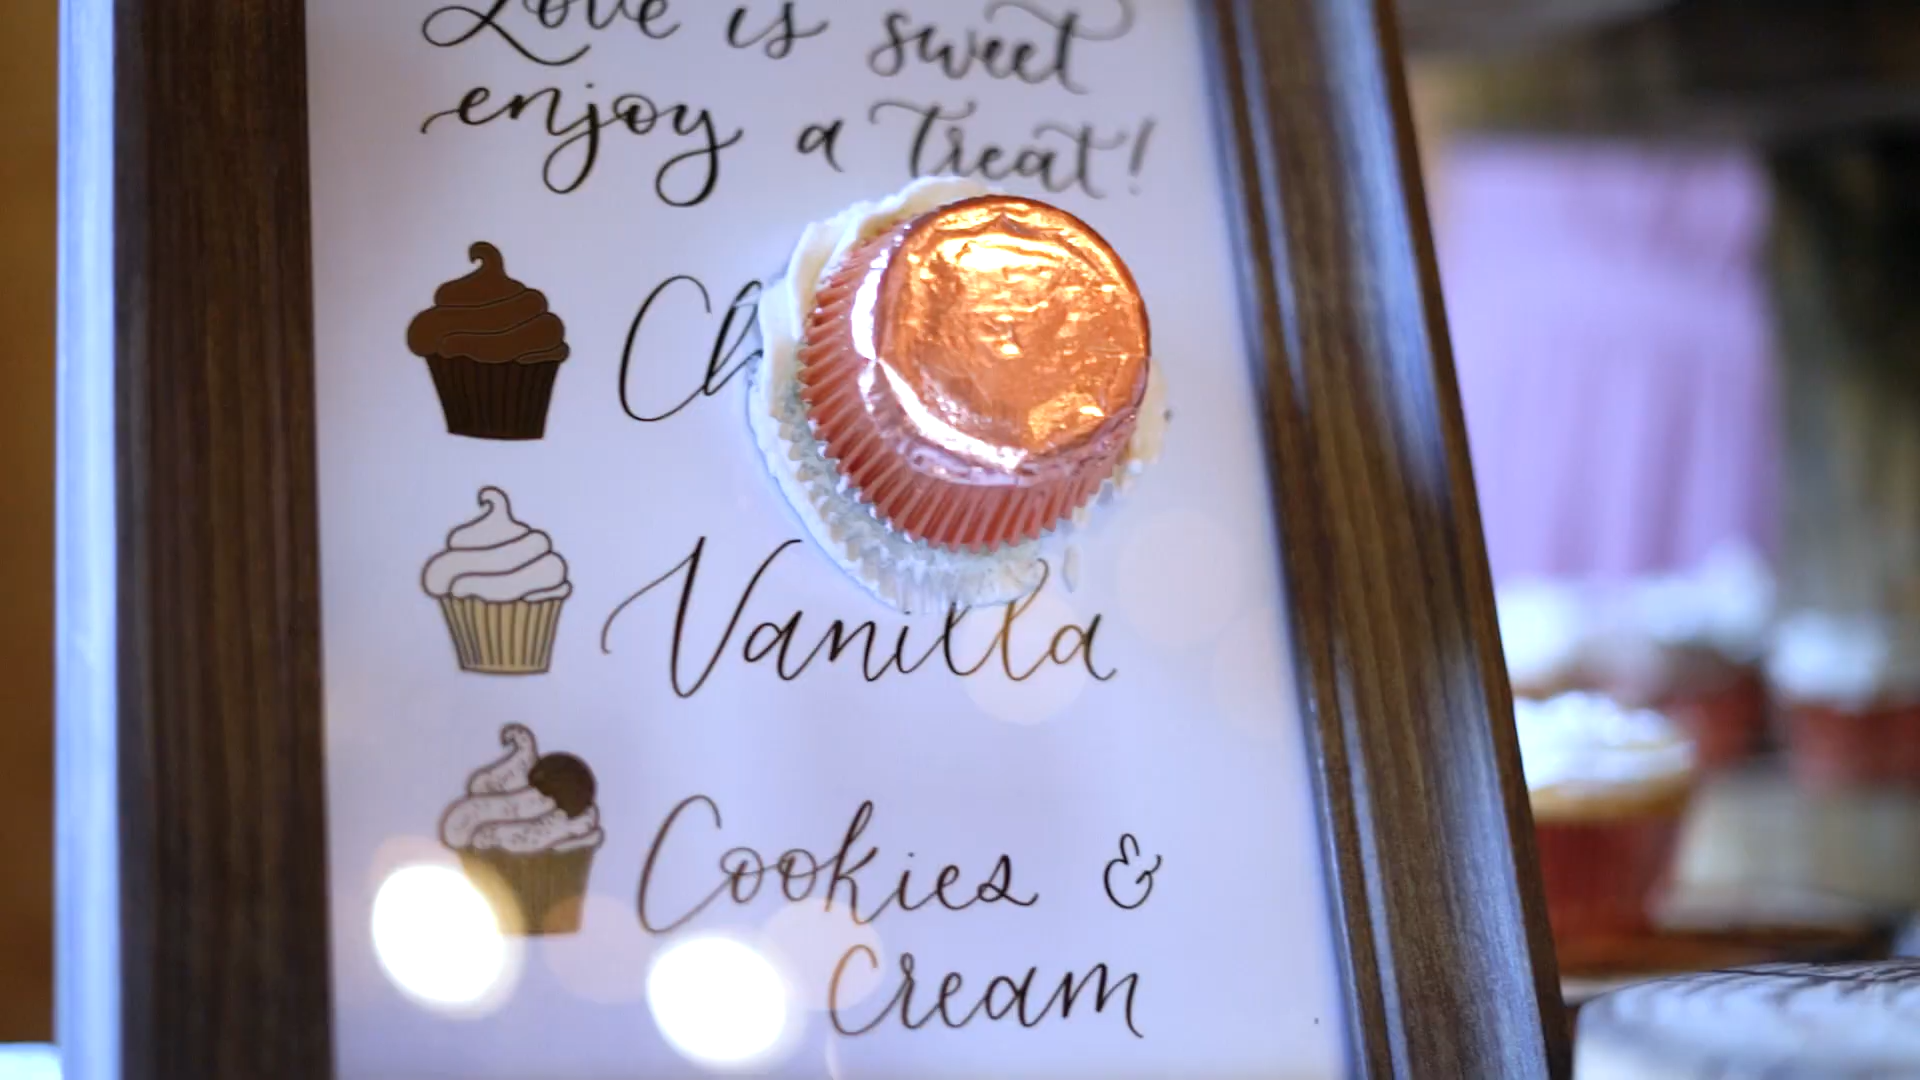 Love is sweet
enjoy a treat!
Vanilla
Cookies &
Cream